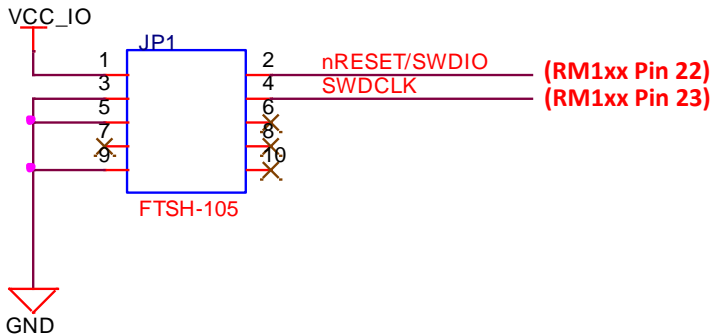 VCC_IO
JP1
1 2 nRESET/SWDIO (RM1xx Pin 22)
3 4 SWDCLK (RM1xx Pin 23)
5 6
7 8
9 10
FTSH-105
GND